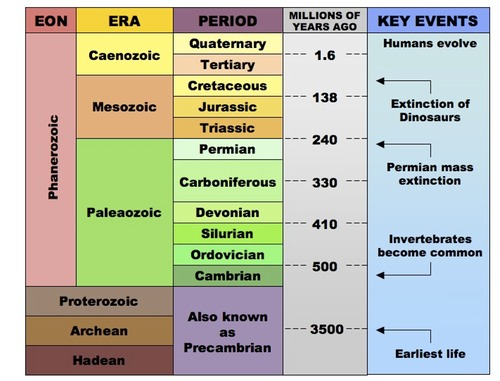 EON
ERA
PERIOD
MILLIONS OF
YEARS AGO
KEY EVENTS
Phanerozoic
Caenozoic
Quaternary
Tertiary
1.6
Humans evolve
Mesozoic
Cretaceous
Jurassic
Triassic
138
Extinction of
Dinosaurs
240
Paleaozoic
Permian
Carboniferous
Devonian
Silurian
Ordovician
Cambrian
330
410
500
Permian mass
extinction
Invertebrates
become common
Proterozoic
Archean
Hadean
Also known
as
Precambrian
3500
Earliest life